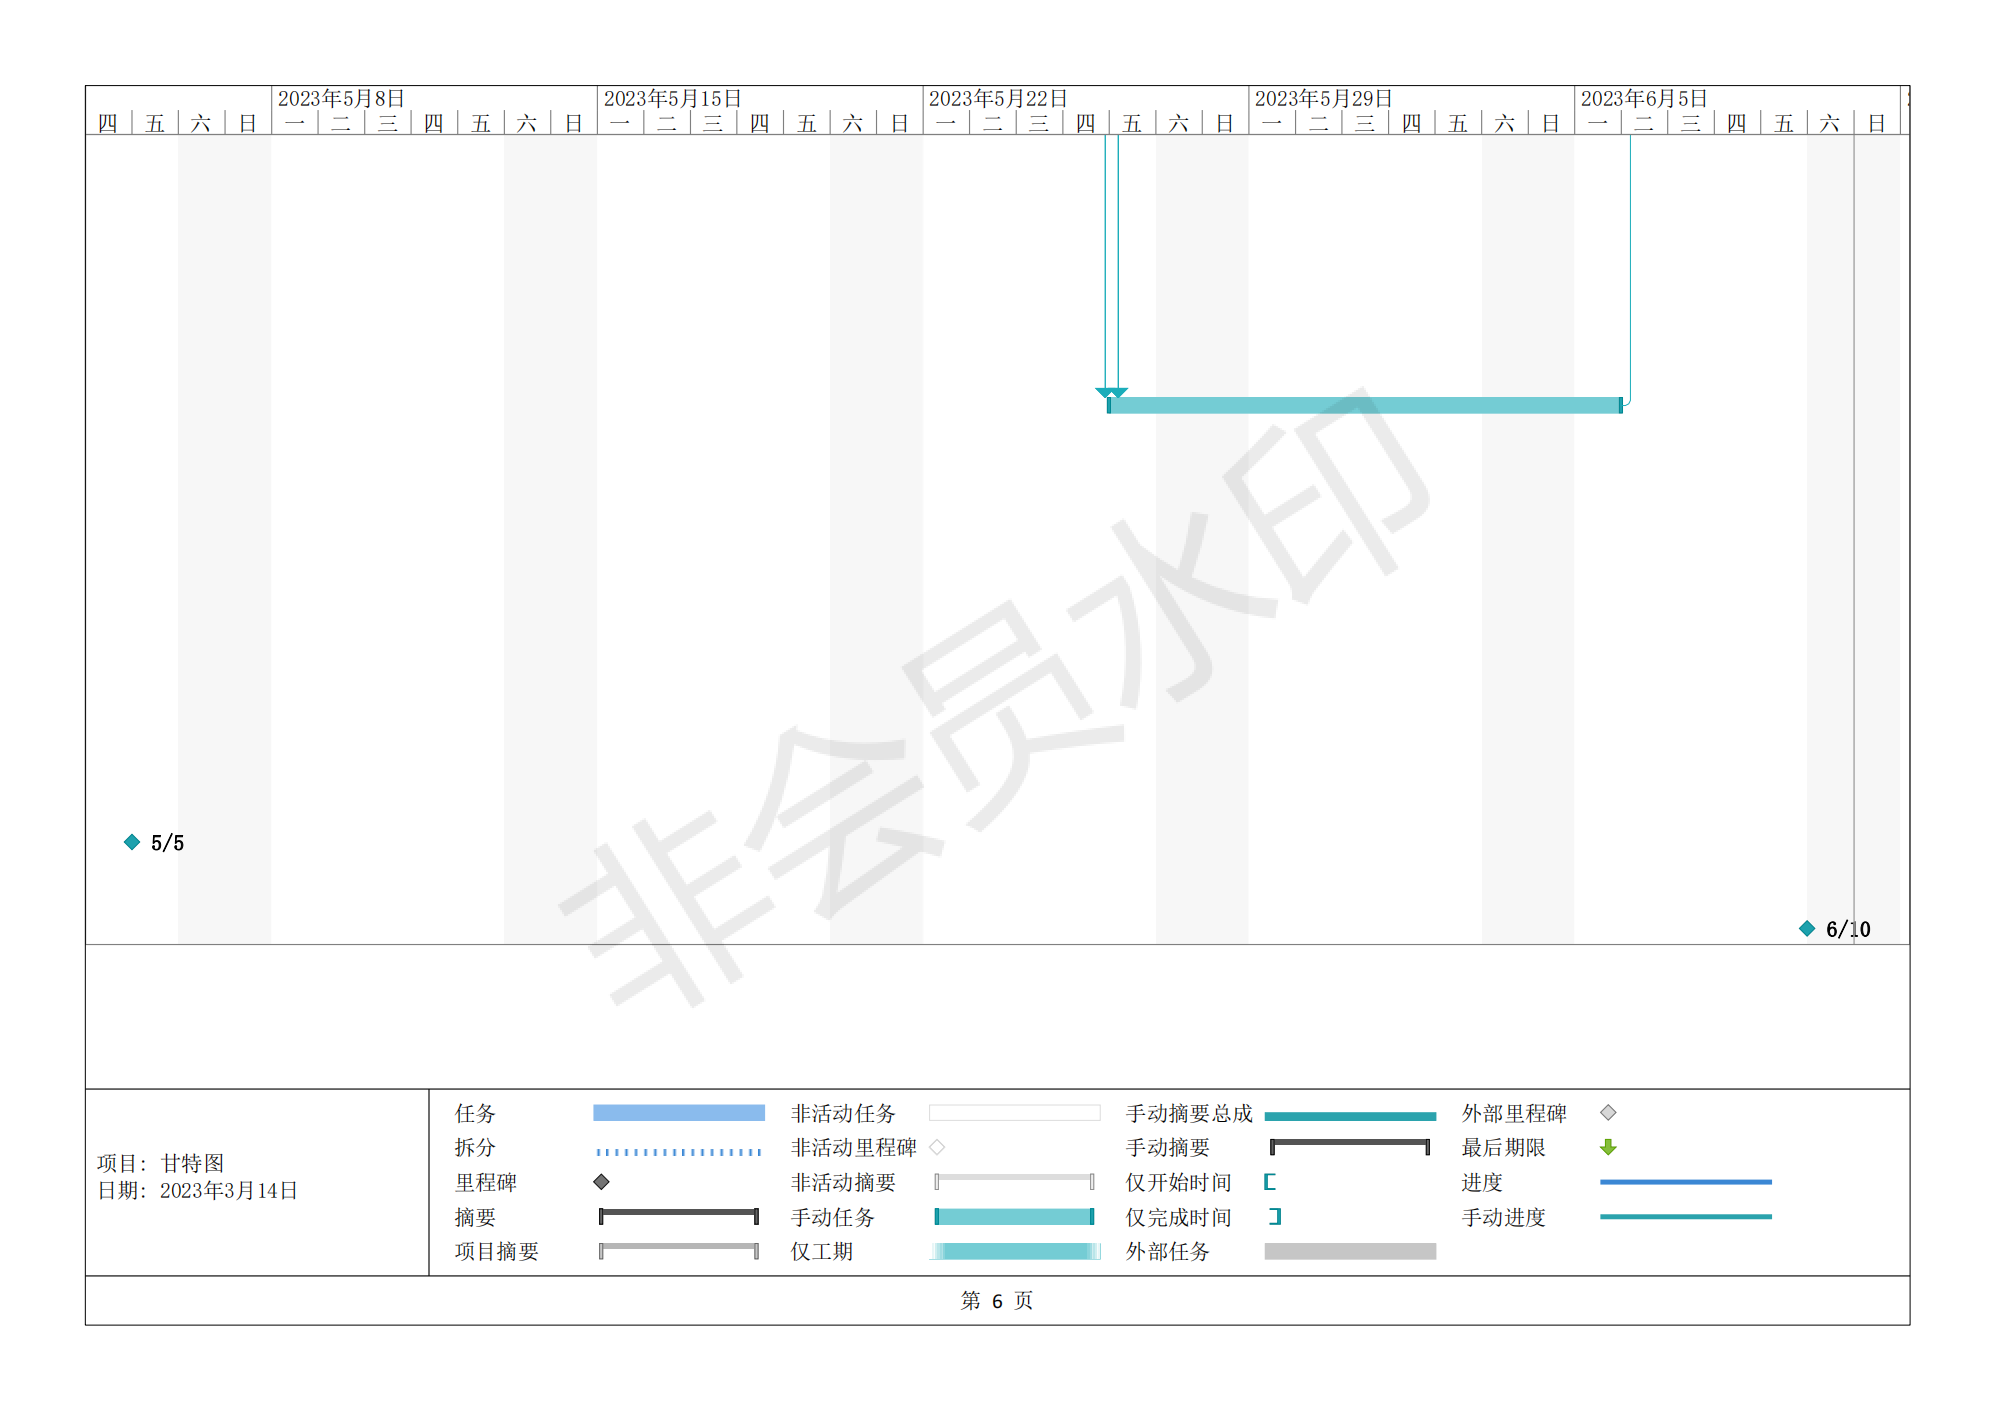 2023年5月8日 2023年5月15日 2023年5月22日 2023年5月29日 2023年6月5日
四 五 六 日 一 二 三 四 五 六 日 一 二 三 四 五 六 日 一 二 三 四 五 六 日 一 二 三 四 五 六 日 一 二 三 四 五 六 日
非会员水印
5/5
6/10
项目: 甘特图
日期: 2023年3月14日
任务 非活动任务 手动摘要总成 外部里程碑
拆分 非活动里程碑 手动摘要 最后期限
里程碑 非活动摘要 仅开始时间 进度
摘要 手动任务 仅完成时间 手动进度
项目摘要 仅工期 外部任务
第 6 页